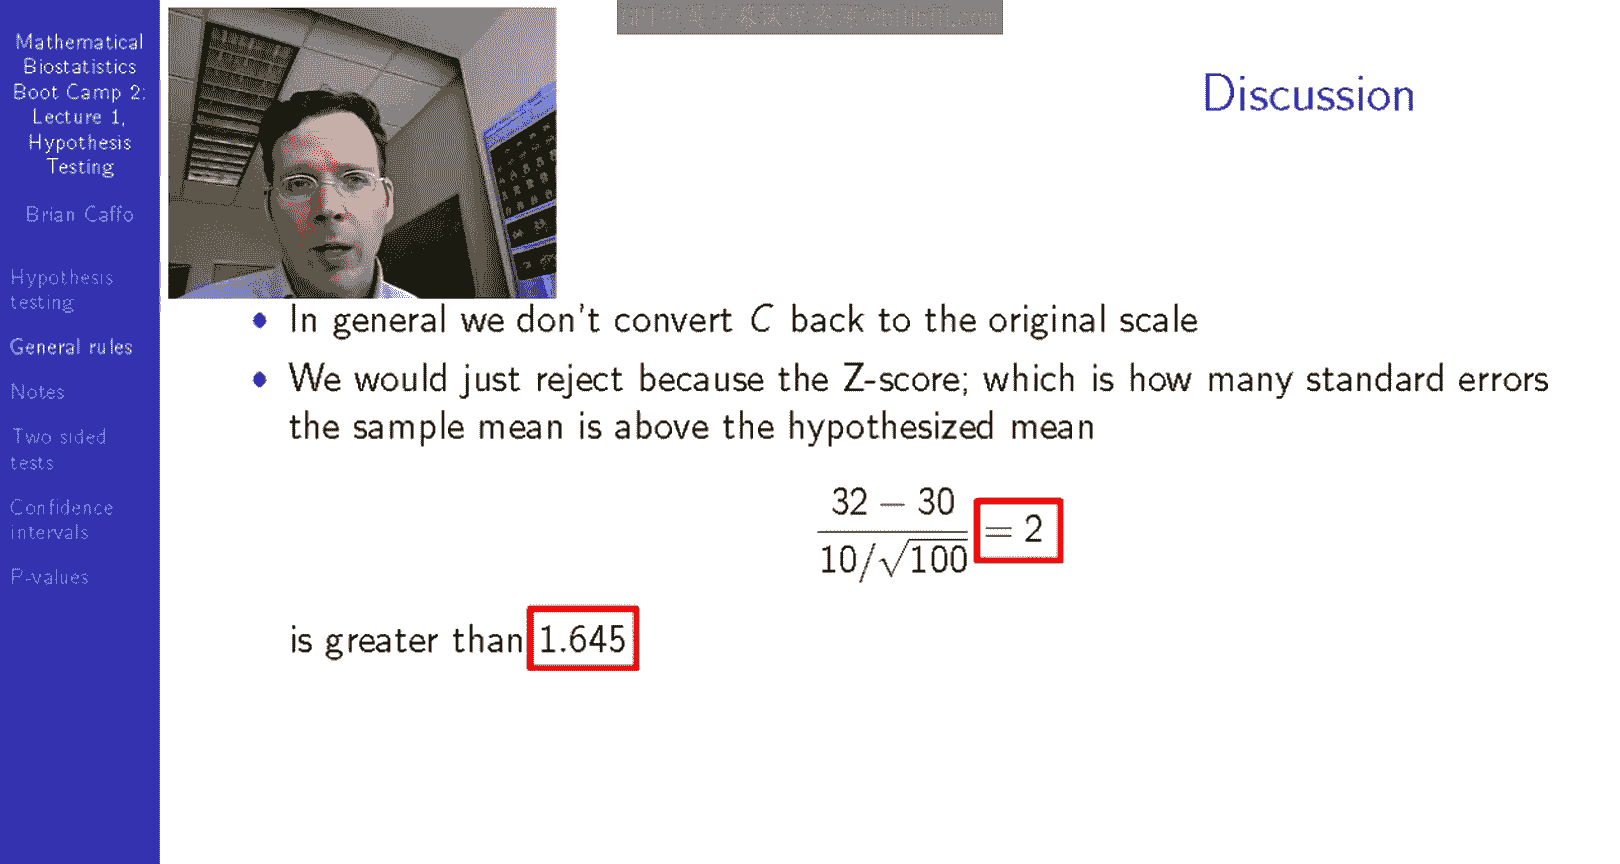 Mathematical
Biostatistics
Boot Camp 2:
Lecture 1,
Hypothesis
Testing
Brian Caffo
Hypothesis
testing
General rules
Notes
Two sided
tests
Confidence
intervals
P-values
Discussion
• In general we don't convert C back to the original scale
• We would just reject because the Z-score; which is how many standard errors
the sample mean is above the hypothesized mean
32 − 30
10/√100
= 2
is greater than 1.645